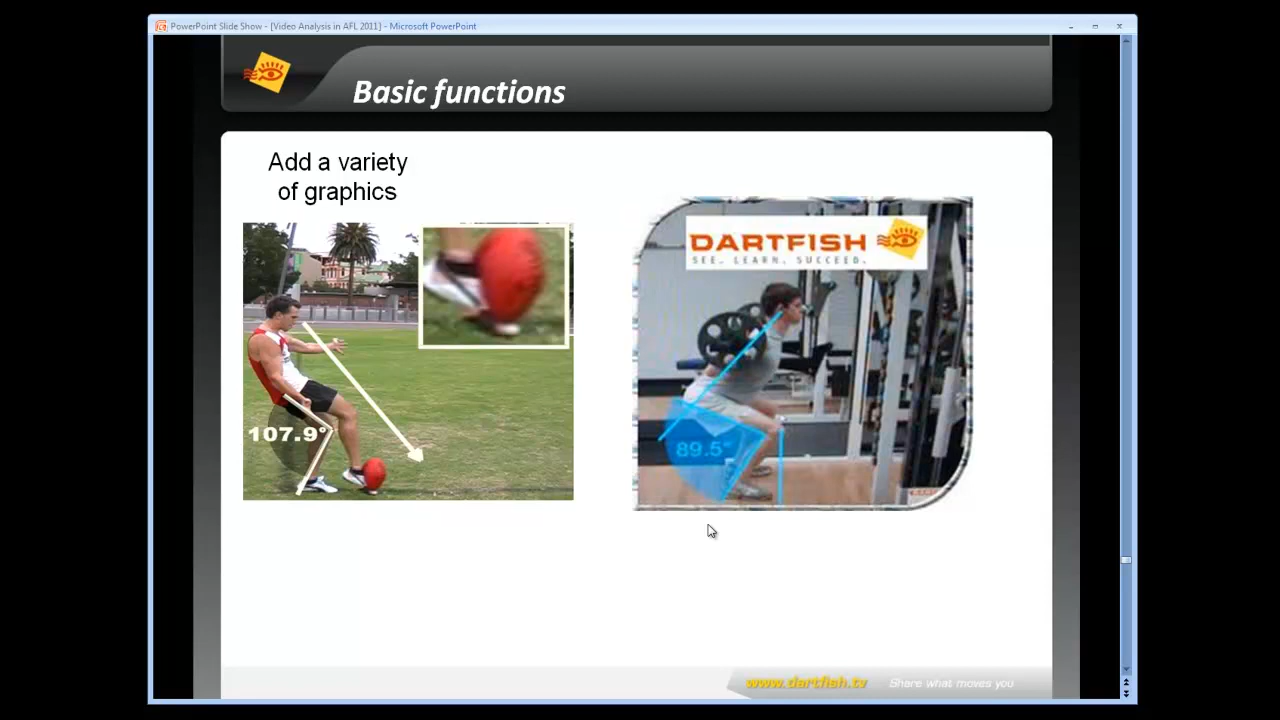 PowerPoint Slide Show - [Video Analysis in AFL 2011] - Microsoft PowerPoint
Basic functions
Add a variety
of graphics
DARTFISH
SEE. LEARN. SUCCEED.
107.9°
89.5°
www.dartfish.tv Share what moves you